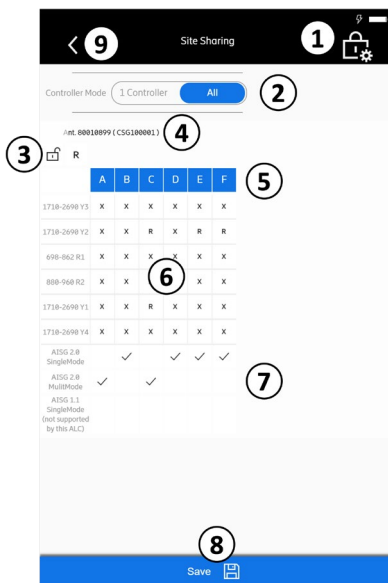 Site Sharing
1
9
Controller Mode 1 Controller All 2
Ant. 80010899 ( CSG100001 ) 4
3 R
A B C D E F 5
1710-2690 Y3 X X X X X X
1710-2690 Y2 X X R X R R
698-862 R1 X X X X X X
880-960 R2 X X X X
6
1710-2690 Y1 X X R X X X
1710-2690 Y4 X X X X X X
AISG 2.0
SingleMode ✓ ✓ ✓ ✓
AISG 2.0
MulitMode ✓ ✓
7
AISG 1.1
SingleMode
(not supported
by this ALC)
8
Save